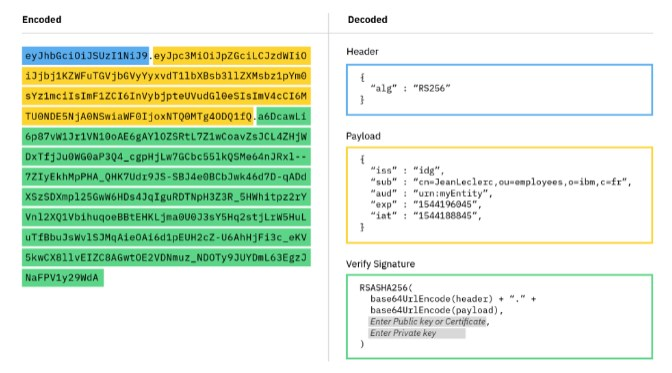 Encoded
eyJhbGciOiJSUzI1NiJ9.eyJpc3MiOiJpZGciLCJzdWIiO
iJjbj1KZWFuTGVjbGVyYyxvdT1lbXBsb3llZXMsbz1pYm0
sYz1mciIsImF1ZCI6InVybjpteUVudGl0eSIsImV4cCI6M
TU0NDE5NjA0NSwiaWF0IjoxNTQ0MTg4ODQ1fQ.a6DcawLi
6p87vW1Jr1VN10oAE6gAYlOZSRtL7Z1wCoavZsJCL4ZHjW
DxTfjJu0WG0aP3Q4_cgpHjLw7GCbc55lkQSMe64nJRxl--
7ZIyEkhMpPHA_QHK7Udr9JS-SBJ4e0BCbJwk46d7D-qADd
XSzSDXmpl25GwW6HDs4JqIguRDTNpH3Z3R_5HWhitpz2rY
Vnl2XQ1VbihuqoeBBtEHKLjma0U0J3sY5Hq2stjLrW5HuL
uTfBbuJsWvlSJMqAieOAi6d1pEUH2cZ-U6AhHjFi3c_eKV
5kwCX8llvEIZC8AGwtOE2VDNmuz_NDOTy9JUYDmL63EgzJ
NaFPV1y29WdA
Decoded
Header
{
"alg" : "RS256"
}
Payload
{
"iss" : "idg",
"sub" : "cn=JeanLeclerc,ou=employees,o=ibm,c=fr",
"aud" : "urn:myEntity",
"exp" : "1544196045",
"iat" : "1544188845",
}
Verify Signature
RSASHA256(
base64UrlEncode(header) + "." +
base64UrlEncode(payload),
Enter Public key or Certificate,
Enter Private key
)